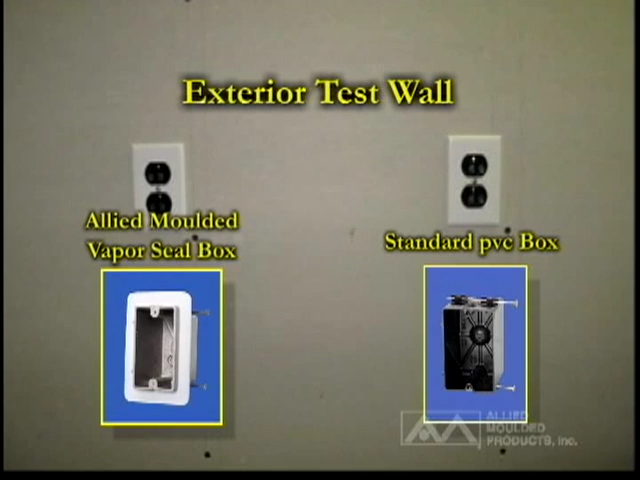 Exterior Test Wall
Allied Moulded
Vapor Seal Box
Standard pvc Box
ALLIED
MOULDED
PRODUCTS, Inc.